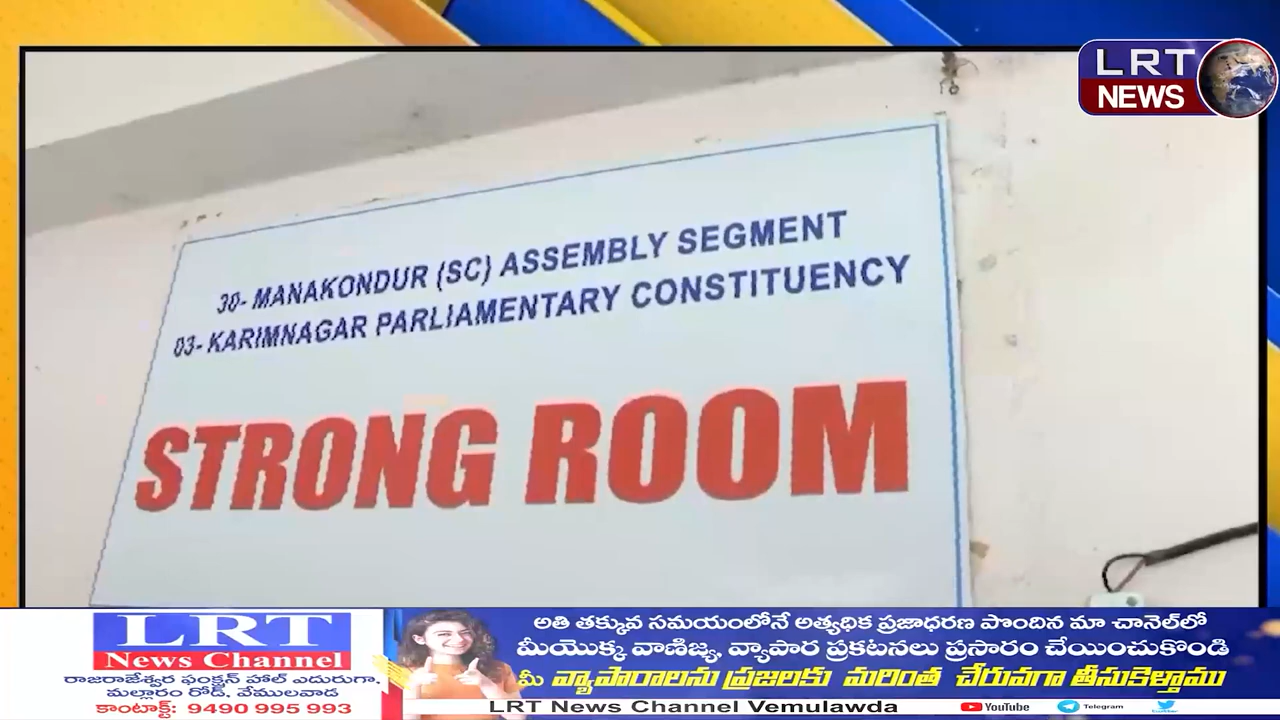 LRT
NEWS
30- MANAKONDUR (SC) ASSEMBLY SEGMENT
03- KARIMNAGAR PARLIAMENTARY CONSTITUENCY
STRONG ROOM
LRT
News Channel
రాజరాజేశ్వర ఫంక్షన్ హాల్ ఎదురుగా,
మల్లారం రోడ్, వేములవాడ
కాంటాక్ట్: 9490 995 993
అతి తక్కువ సమయంలోనే అత్యధిక ప్రజాధరణ పొందిన మా చానెల్‌లో
మీయొక్క వాణిజ్య, వ్యాపార ప్రకటనలు ప్రసారం చేయించుకొండి
మీ వ్యాపారాలను ప్రజలకు మరింత చేరువగా తీసుకెళ్తాము
LRT News Channel Vemulawada
YouTube
Telegram
Twitter